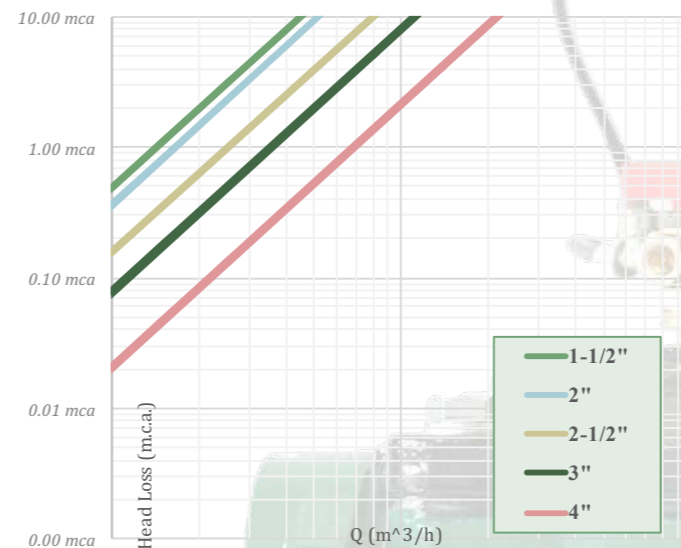 10.00 mca
1.00 mca
0.10 mca
0.01 mca
0.00 mca
Head Loss (m.c.a.)
Q (m^3/h)
1-1/2"
2"
2-1/2"
3"
4"